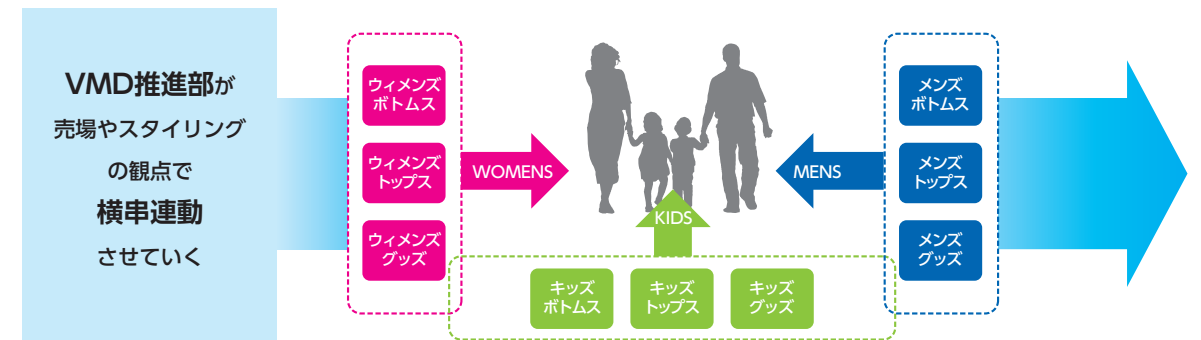 VMD推進部が
売場やスタイリング
の観点で
横串連動
させていく
ウィメンズ
ボトムス
ウィメンズ
トップス
ウィメンズ
グッズ
WOMENS
KIDS
MENS
メンズ
ボトムス
メンズ
トップス
メンズ
グッズ
キッズ
ボトムス
キッズ
トップス
キッズ
グッズ